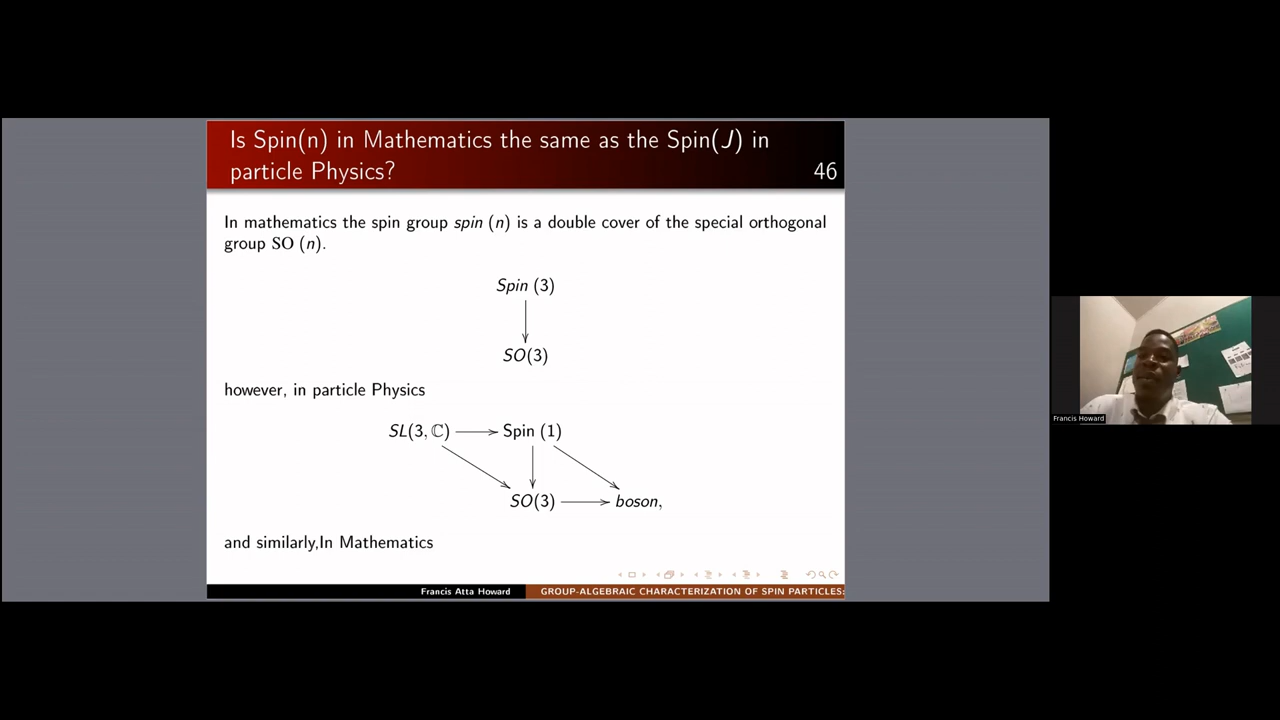 Is Spin(n) in Mathematics the same as the Spin(J) in
particle Physics?
46
In mathematics the spin group spin (n) is a double cover of the special orthogonal
group SO (n).
Spin (3)
SO(3)
however, in particle Physics
SL(3, ℂ) Spin (1)
SO(3) boson,
and similarly,In Mathematics
Francis Atta Howard GROUP-ALGEBRAIC CHARACTERIZATION OF SPIN PARTICLES:
Francis Howard